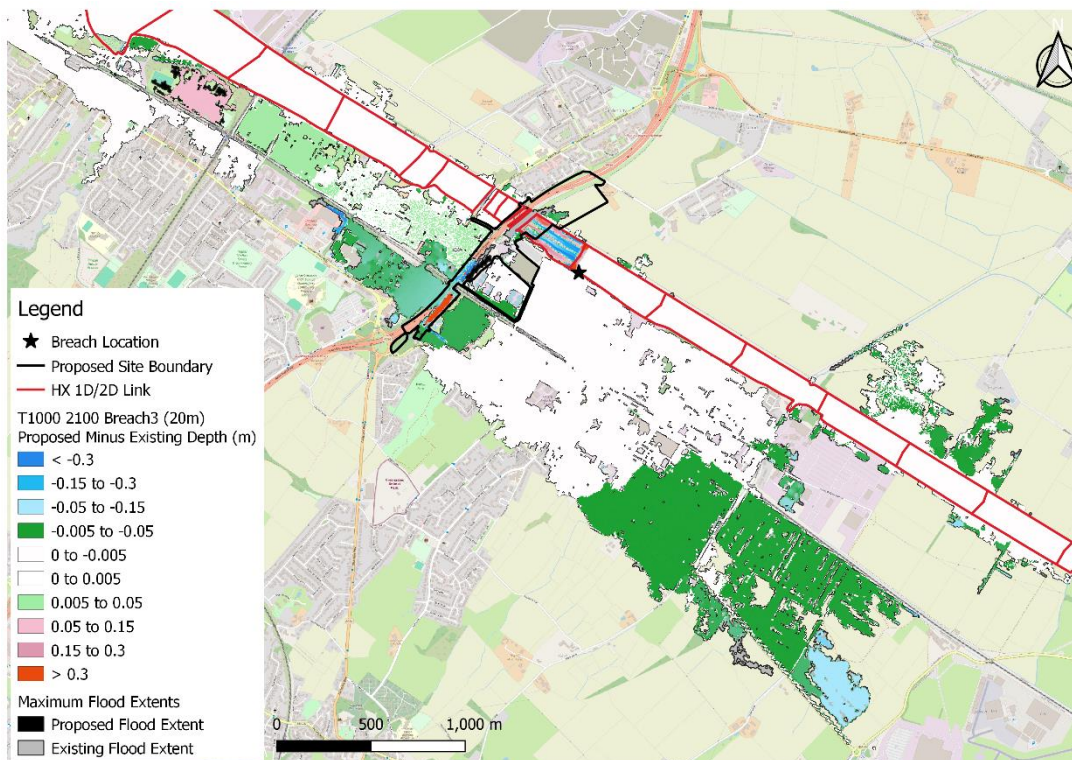 N
Legend
Breach Location
Proposed Site Boundary
HX 1D/2D Link
T1000 2100 Breach3 (20m)
Proposed Minus Existing Depth (m)
< -0.3
-0.15 to -0.3
-0.05 to -0.15
-0.005 to -0.05
0 to -0.005
0 to 0.005
0.005 to 0.05
0.05 to 0.15
0.15 to 0.3
> 0.3
Maximum Flood Extents
Proposed Flood Extent
Existing Flood Extent
0 500 1,000 m